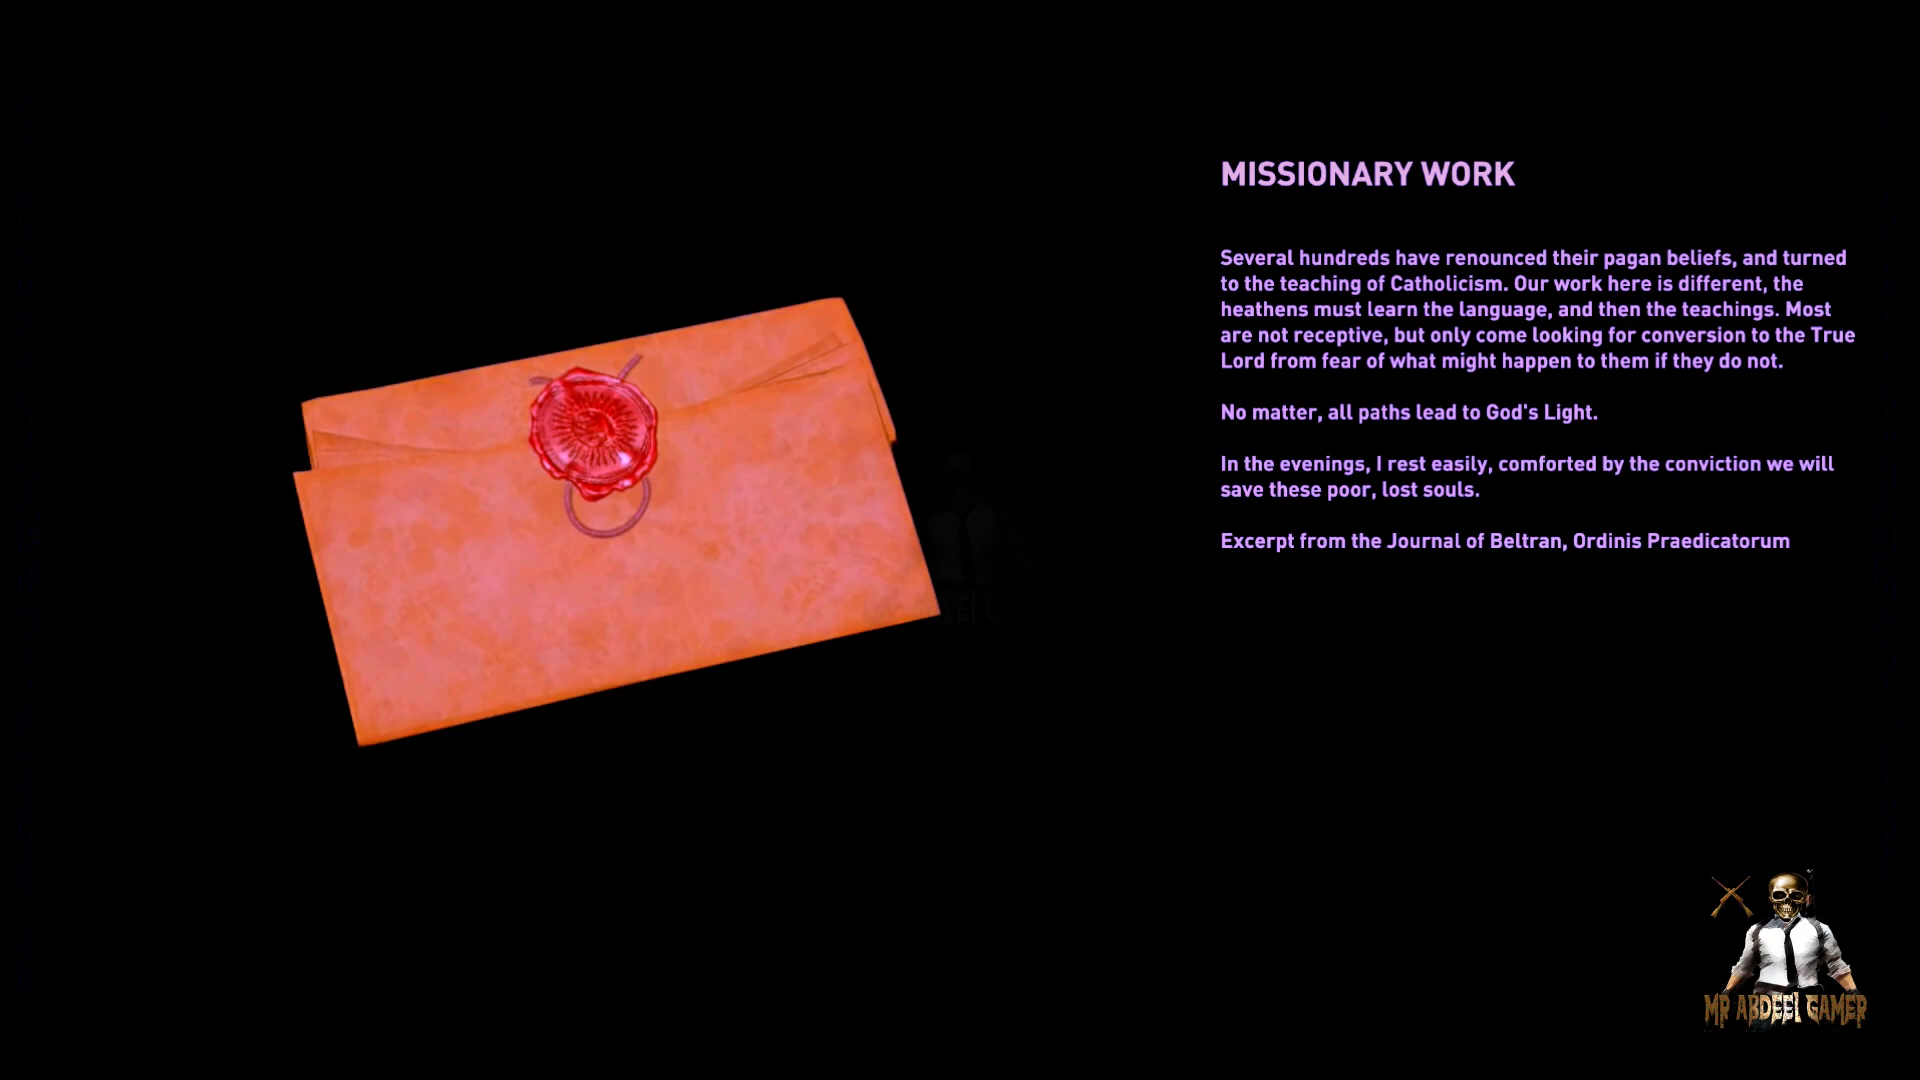 MISSIONARY WORK
Several hundreds have renounced their pagan beliefs, and turned
to the teaching of Catholicism. Our work here is different, the
heathens must learn the language, and then the teachings. Most
are not receptive, but only come looking for conversion to the True
Lord from fear of what might happen to them if they do not.
No matter, all paths lead to God's Light.
In the evenings, I rest easily, comforted by the conviction we will
save these poor, lost souls.
Excerpt from the Journal of Beltran, Ordinis Praedicatorum
MR ABDEEL GAMER